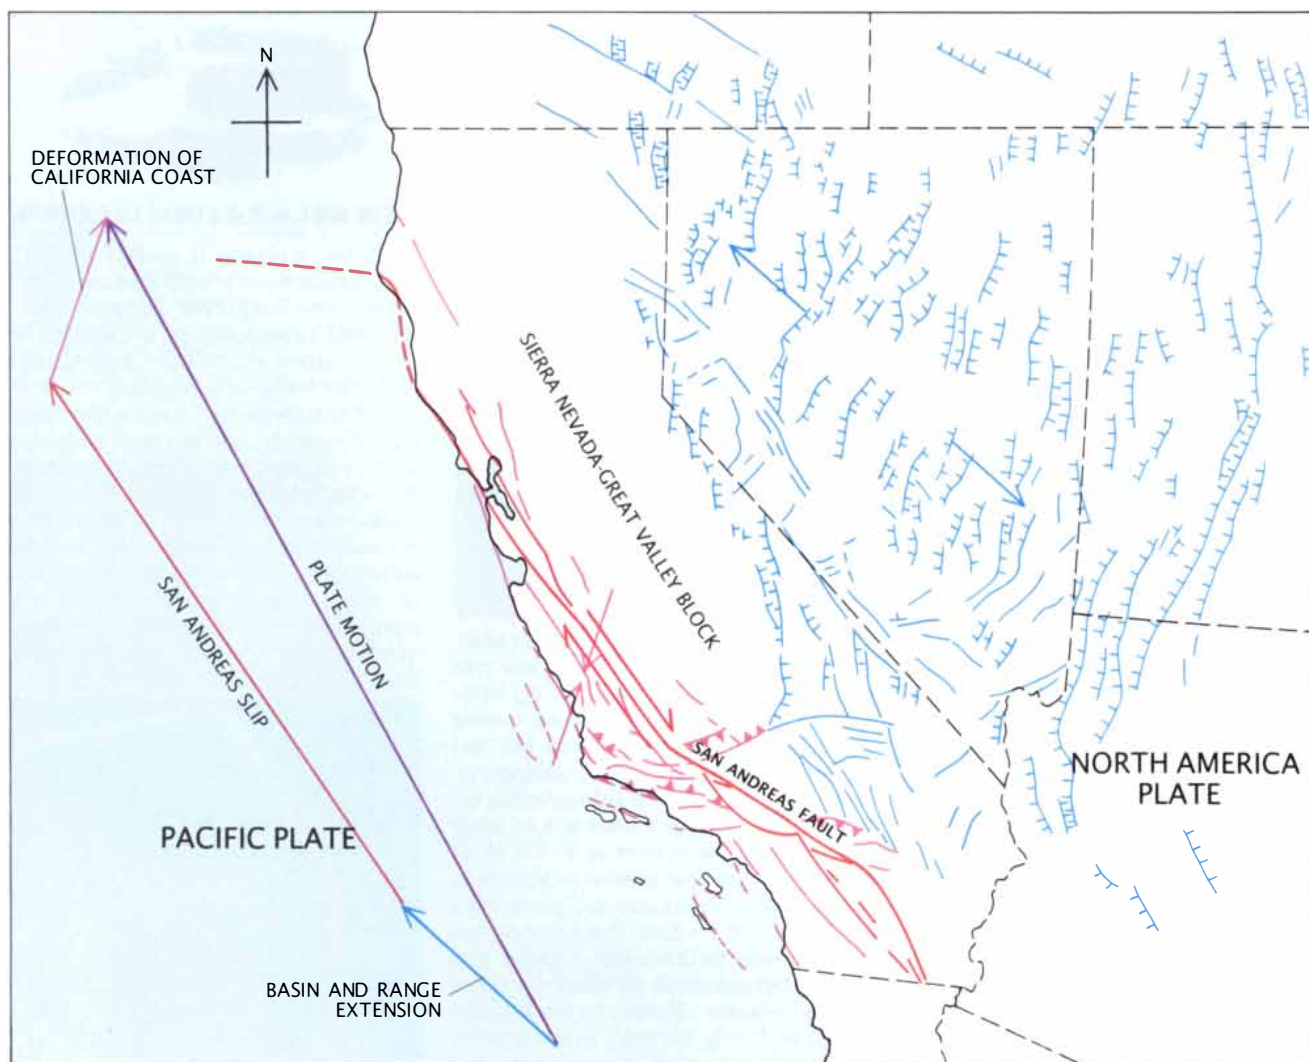 N
DEFORMATION OF
CALIFORNIA COAST
SIERRA NEVADA-GREAT VALLEY BLOCK
PLATE MOTION
SAN ANDREAS SLIP
SAN ANDREAS FAULT
NORTH AMERICA
PLATE
PACIFIC PLATE
BASIN AND RANGE
EXTENSION